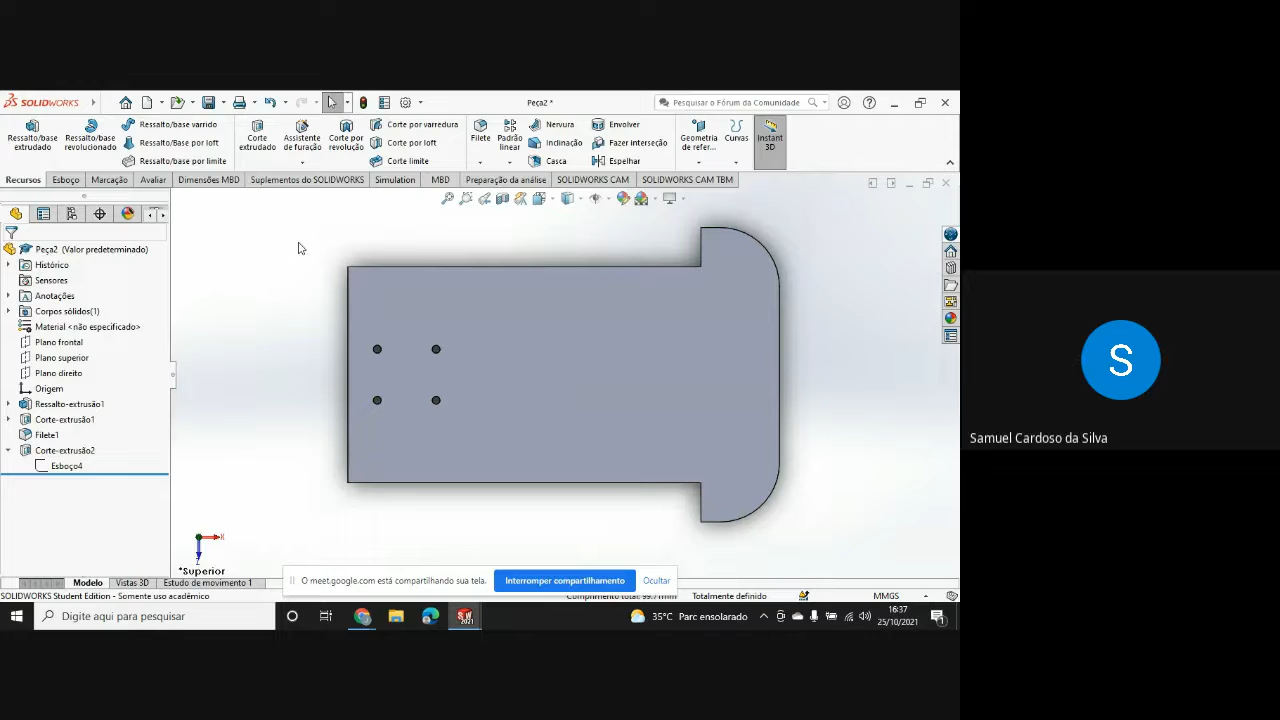 SOLIDWORKS
Peça2 *
Pesquisar o Fórum da Comunidade
Ressalto/base extrudado
Ressalto/base revolucionado
Ressalto/base varrido
Ressalto/Base por loft
Ressalto/base por limite
Corte extrudado
Assistente de furação
Corte por revolução
Corte por varredura
Corte por loft
Corte limite
Filete
Padrão linear
Nervura
Inclinação
Casca
Envolver
Fazer interseção
Espelhar
Geometria de refer...
Curvas
Instant 3D
Recursos
Esboço
Marcação
Avaliar
Dimensões MBD
Suplementos do SOLIDWORKS
Simulation
MBD
Preparação da análise
SOLIDWORKS CAM
SOLIDWORKS CAM TBM
Peça2 (Valor predeterminado)
Histórico
Sensores
Anotações
Corpos sólidos(1)
Material <não especificado>
Plano frontal
Plano superior
Plano direito
Origem
Ressalto-extrusão1
Corte-extrusão1
Filete1
Corte-extrusão2
Esboço4
X
Z
*Superior
S
Samuel Cardoso da Silva
O meet.google.com está compartilhando sua tela.
Interromper compartilhamento
Ocultar
Modelo
Vistas 3D
Estudo de movimento 1
SOLIDWORKS Student Edition - Somente uso acadêmico
Totalmente definido
MMGS
Digite aqui para pesquisar
35°C Parc ensolarado
16:37
25/10/2021